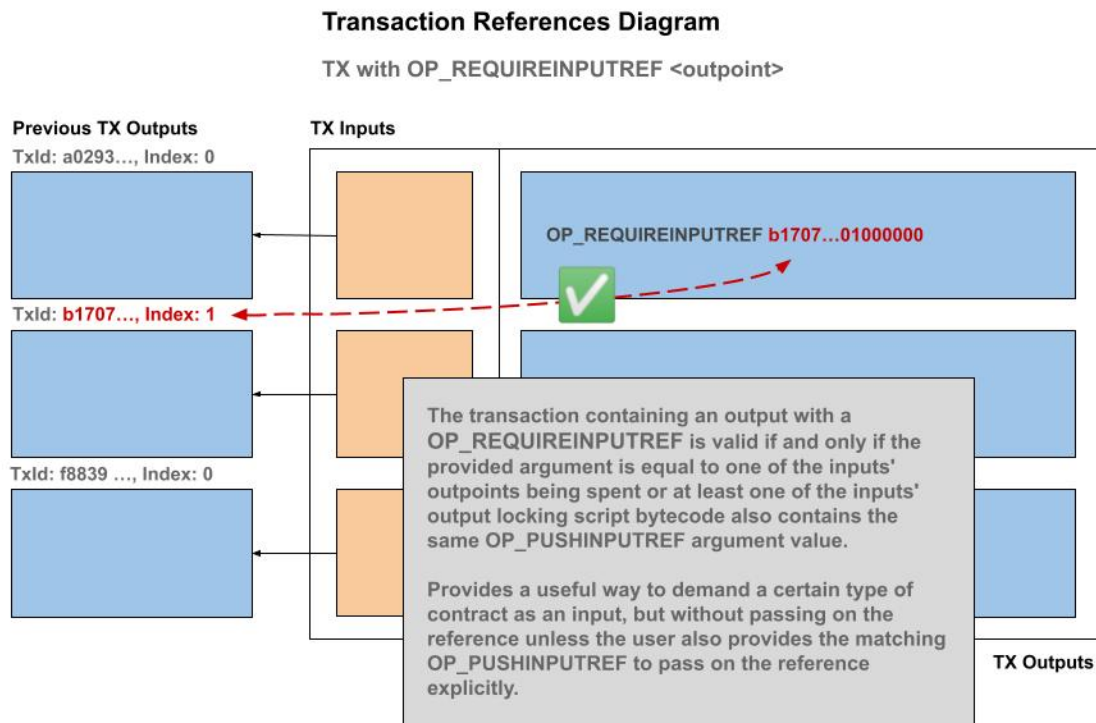 Transaction References Diagram
TX with OP_REQUIREINPUTREF <outpoint>
Previous TX Outputs
TX Inputs
TxId: a0293…, Index: 0
OP_REQUIREINPUTREF b1707…01000000
TxId: b1707…, Index: 1
The transaction containing an output with a
OP_REQUIREINPUTREF is valid if and only if the
provided argument is equal to one of the inputs'
outpoints being spent or at least one of the inputs'
output locking script bytecode also contains the
same OP_PUSHINPUTREF argument value.
Provides a useful way to demand a certain type of
contract as an input, but without passing on the
reference unless the user also provides the matching
OP_PUSHINPUTREF to pass on the reference
explicitly.
TxId: f8839 …, Index: 0
TX Outputs